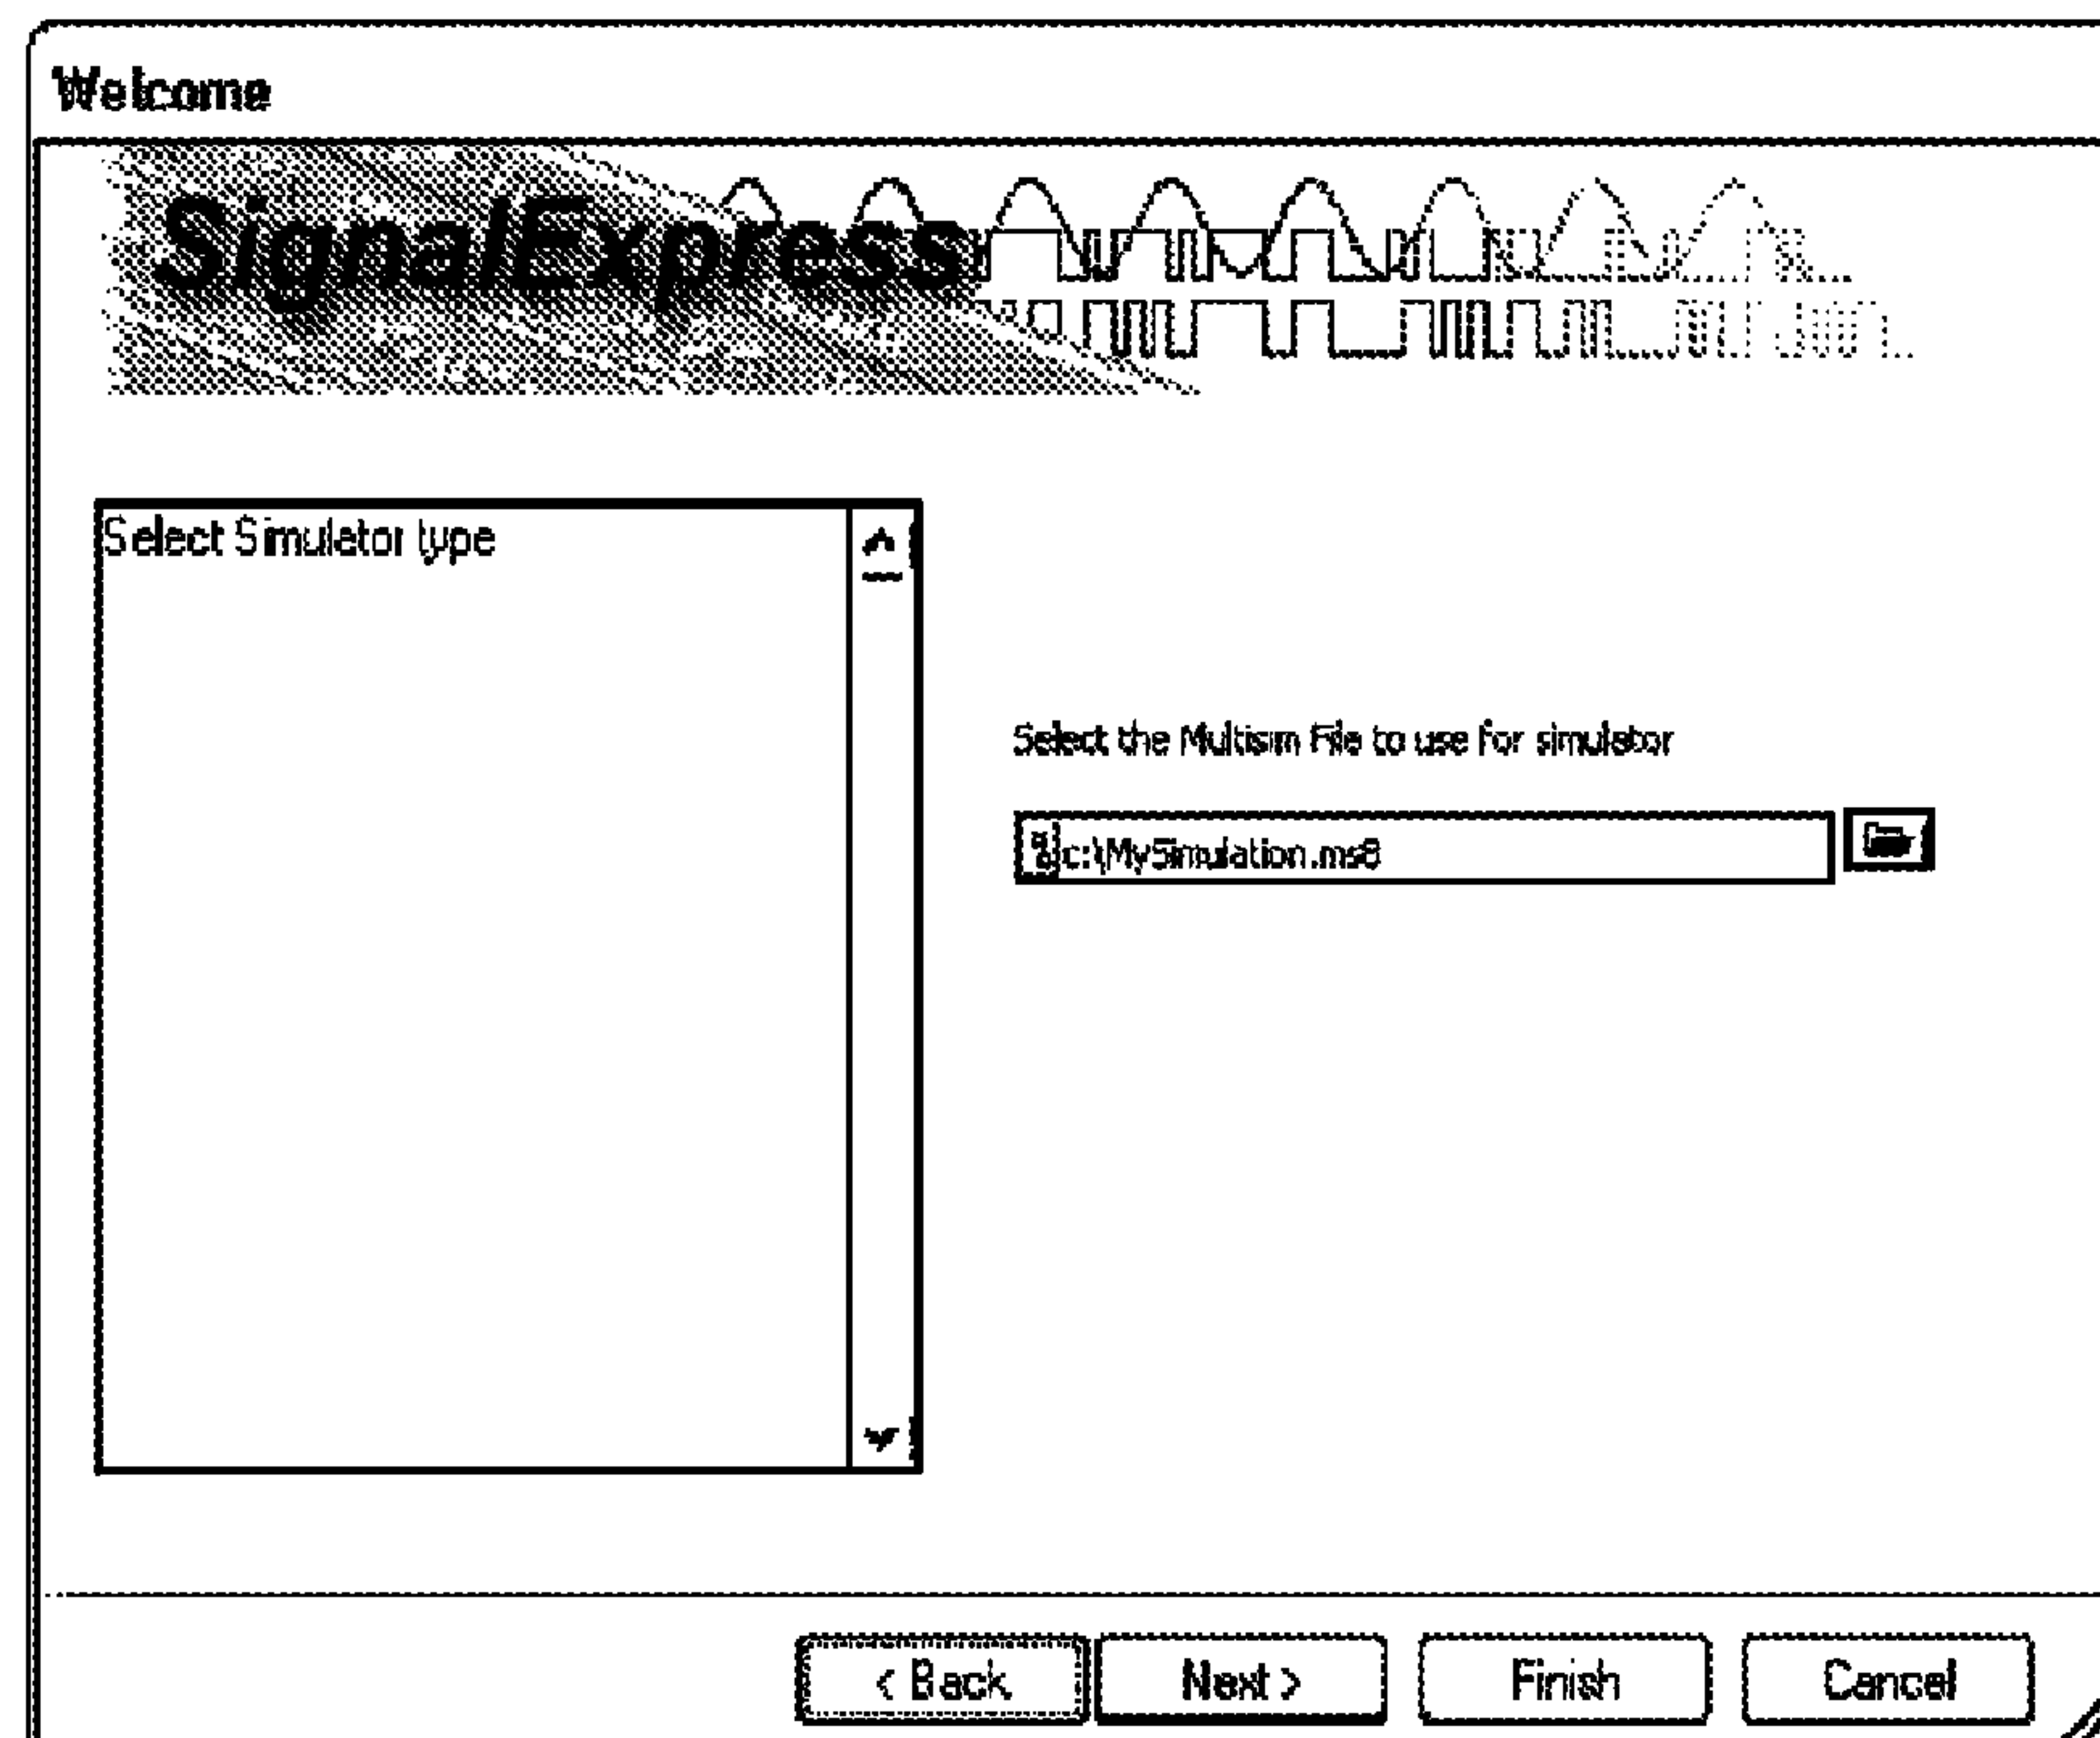 Welcome
SignalExpress
Select Simulator type
Select the Multisim File to use for simulator
c:\MySimulation.ms8
< Back
Next >
Finish
Cancel